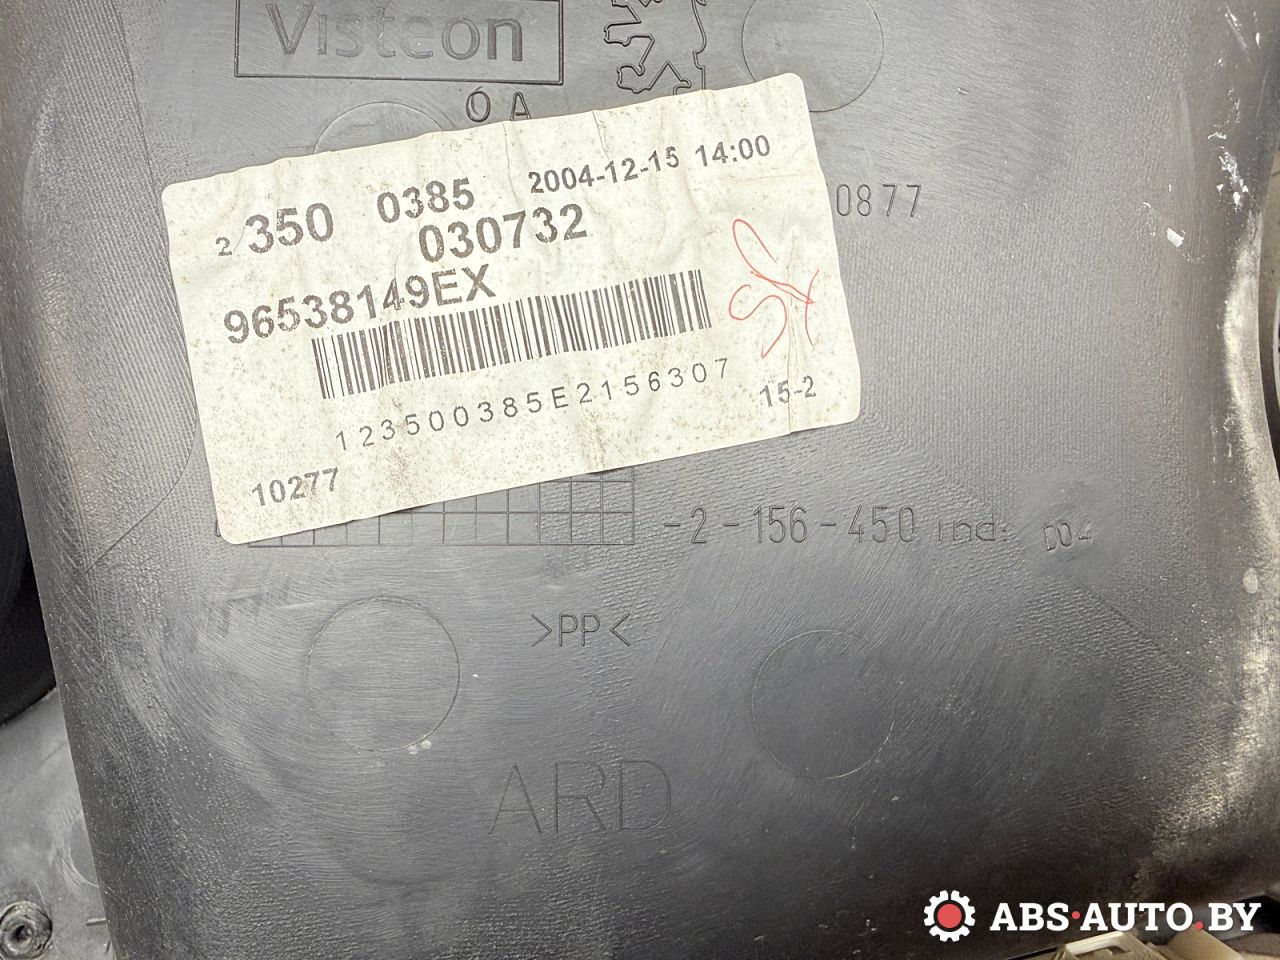 Visteon
Ó A
2 350 0385 2004-12-15 14:00
030732
96538149EX
0877
123500385E2156307
15-2
10277
-2-156-450 ind: D04
>PP<
ARD
ABS·AUTO.BY